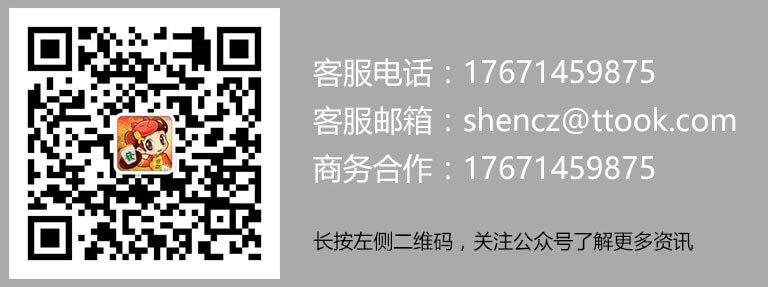 客服电话：17671459875
客服邮箱：shencz@ttook.com
商务合作：17671459875
长按左侧二维码，关注公众号了解更多资讯